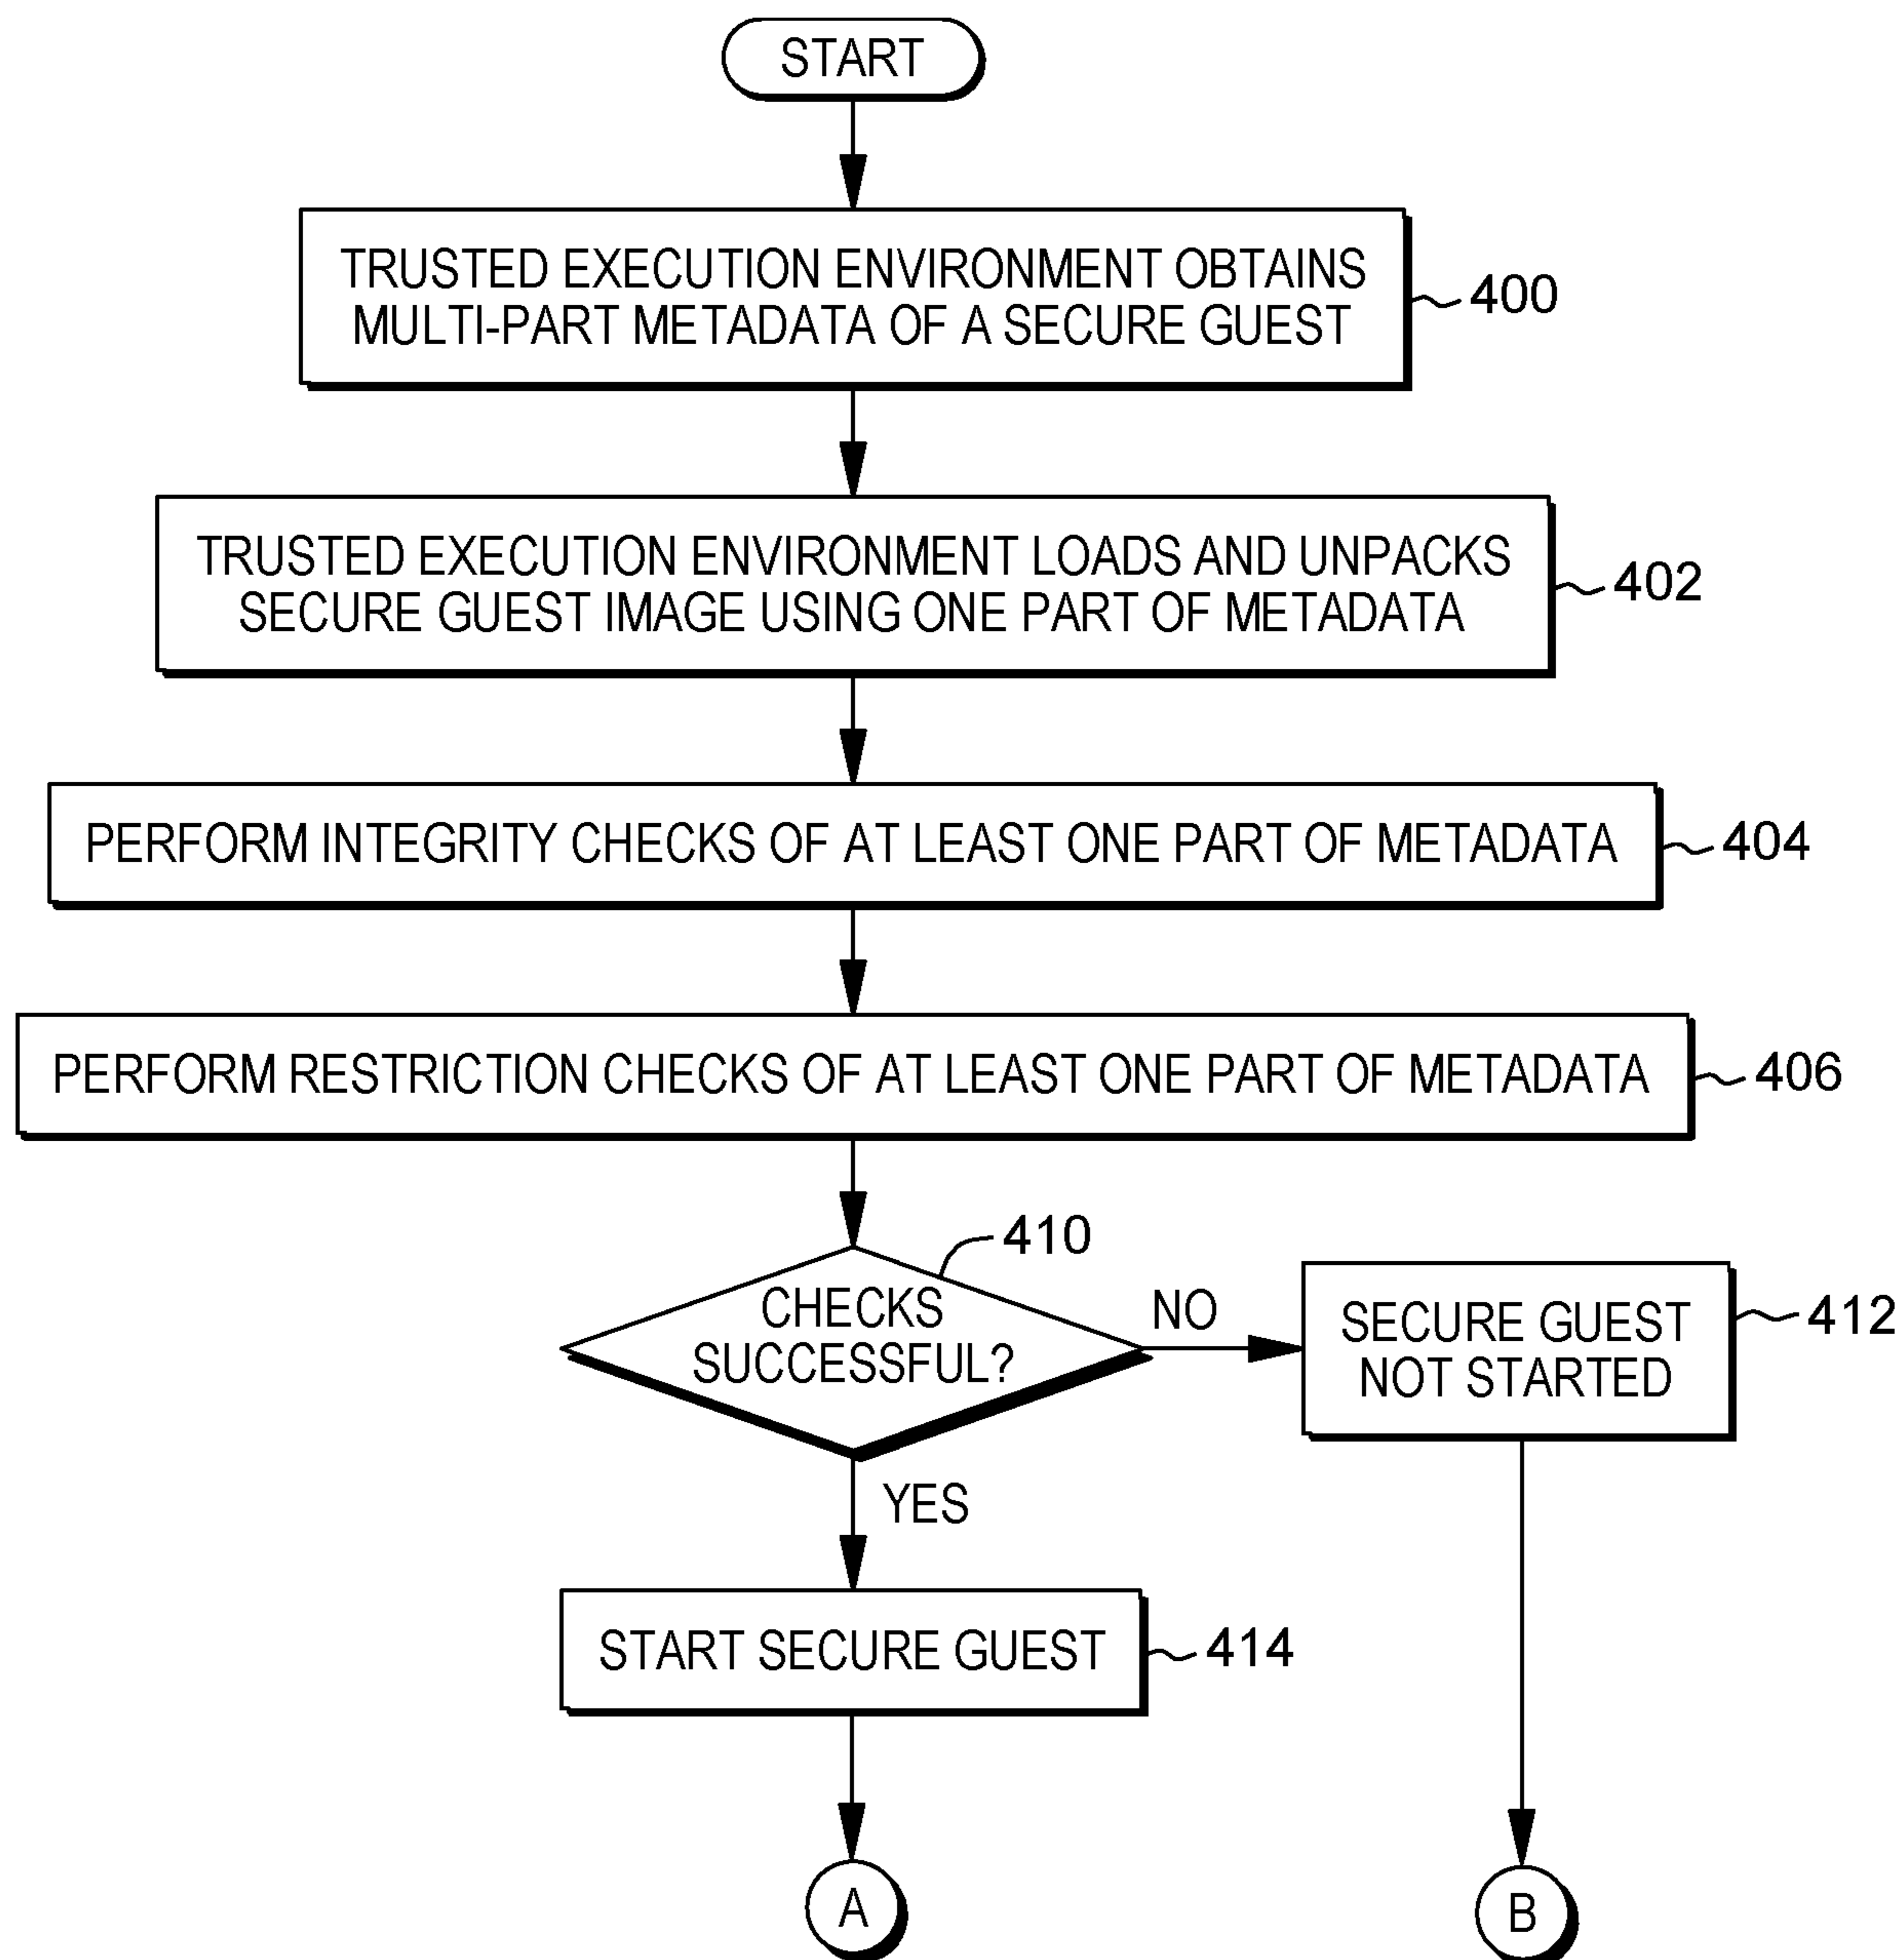 START
TRUSTED EXECUTION ENVIRONMENT OBTAINS
MULTI-PART METADATA OF A SECURE GUEST
400
TRUSTED EXECUTION ENVIRONMENT LOADS AND UNPACKS
SECURE GUEST IMAGE USING ONE PART OF METADATA
402
PERFORM INTEGRITY CHECKS OF AT LEAST ONE PART OF METADATA
404
PERFORM RESTRICTION CHECKS OF AT LEAST ONE PART OF METADATA
406
410
CHECKS
SUCCESSFUL?
NO
SECURE GUEST
NOT STARTED
412
YES
START SECURE GUEST
414
A
B